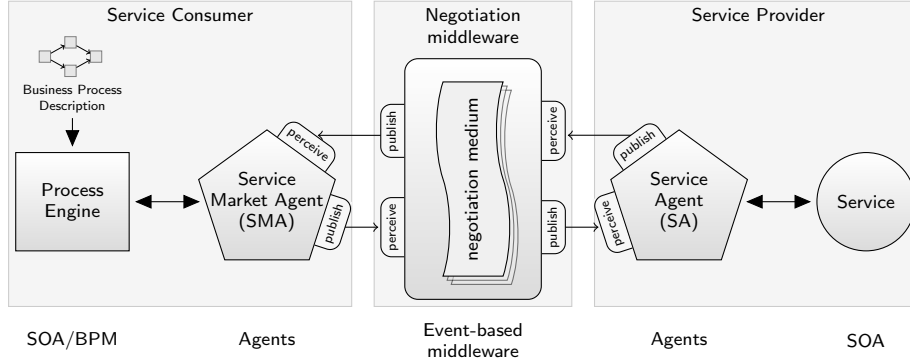 Service Consumer
Negotiation
middleware
Service Provider
Business Process
Description
Process
Engine
Service
Market Agent
(SMA)
perceive
publish
publish
perceive
negotiation medium
perceive
publish
publish
perceive
Service
Agent
(SA)
Service
SOA/BPM
Agents
Event-based
middleware
Agents
SOA